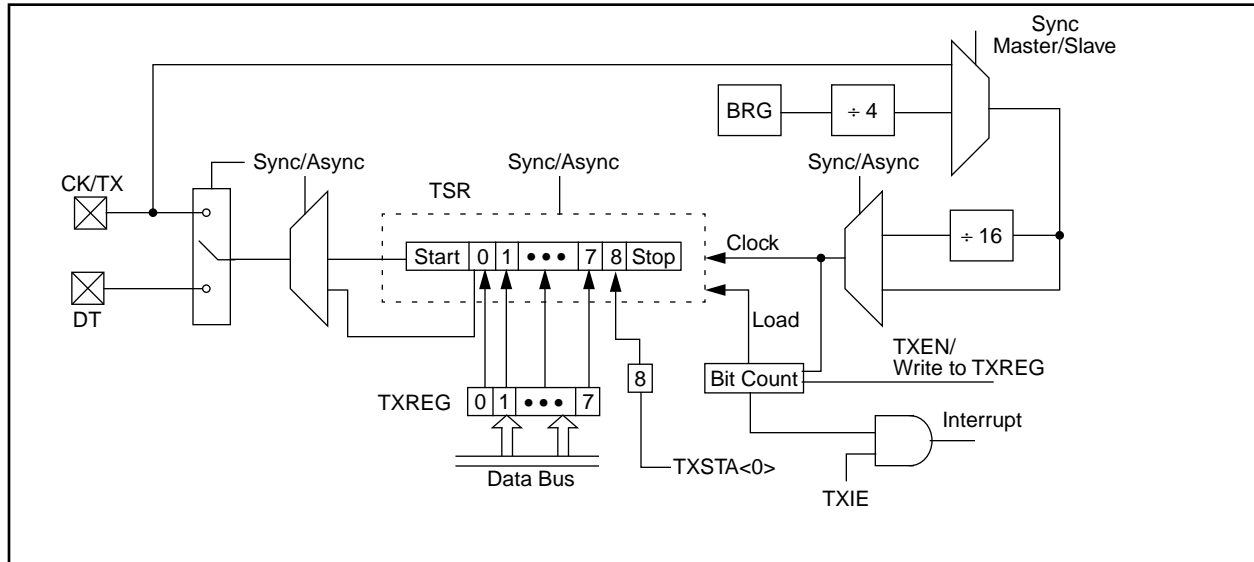 Sync
Master/Slave
BRG
÷ 4
Sync/Async
Sync/Async
Sync/Async
CK/TX
TSR
÷ 16
Clock
Start 0 1 ••• 7 8 Stop
DT
Load
TXEN/
Write to TXREG
8
Bit Count
TXREG 0 1 ••• 7
Interrupt
TXSTA<0>
Data Bus
TXIE